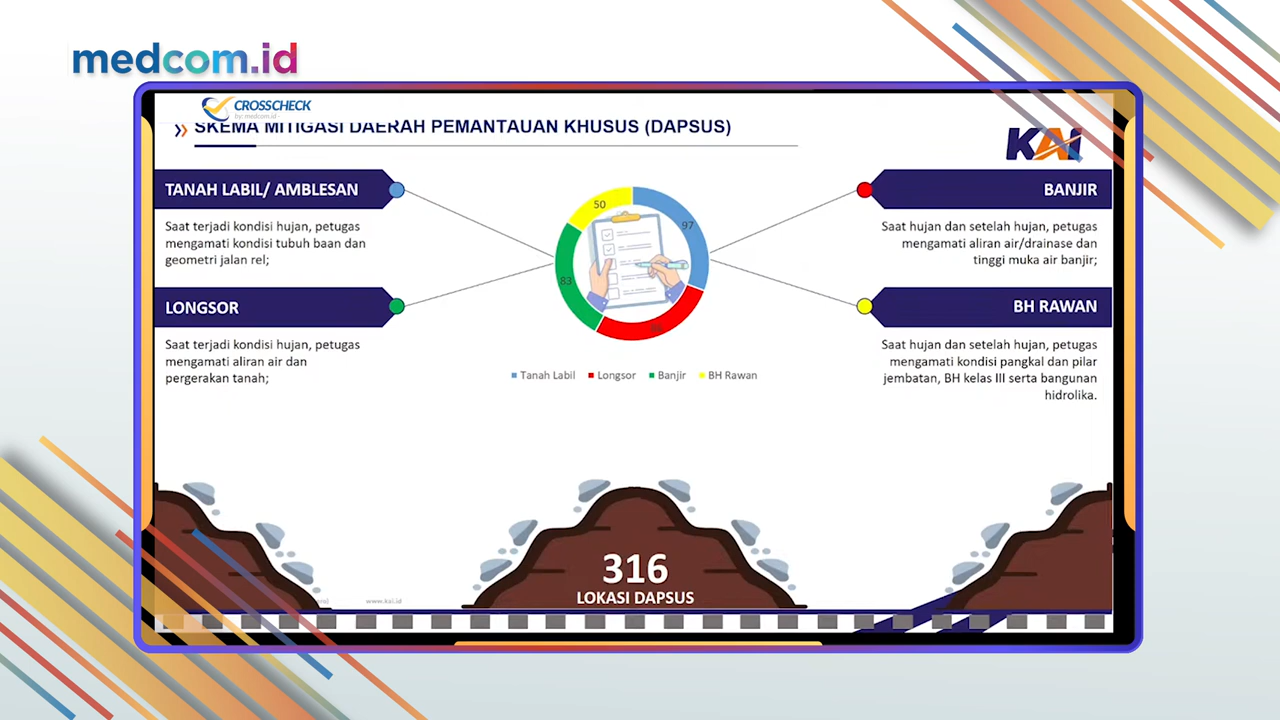 medcom.id
CROSSCHECK
by: medcom.id
SKEMA MITIGASI DAERAH PEMANTAUAN KHUSUS (DAPSUS)
KAI
TANAH LABIL/ AMBLESAN
Saat terjadi kondisi hujan, petugas
mengamati kondisi tubuh baan dan
geometri jalan rel;
LONGSOR
Saat terjadi kondisi hujan, petugas
mengamati aliran air dan
pergerakan tanah;
50
97
83
Tanah Labil
Longsor
Banjir
BH Rawan
BANJIR
Saat hujan dan setelah hujan, petugas
mengamati aliran air/drainase dan
tinggi muka air banjir;
BH RAWAN
Saat hujan dan setelah hujan, petugas
mengamati kondisi pangkal dan pilar
jembatan, BH kelas III serta bangunan
hidrolika.
316
LOKASI DAPSUS
www.kai.id